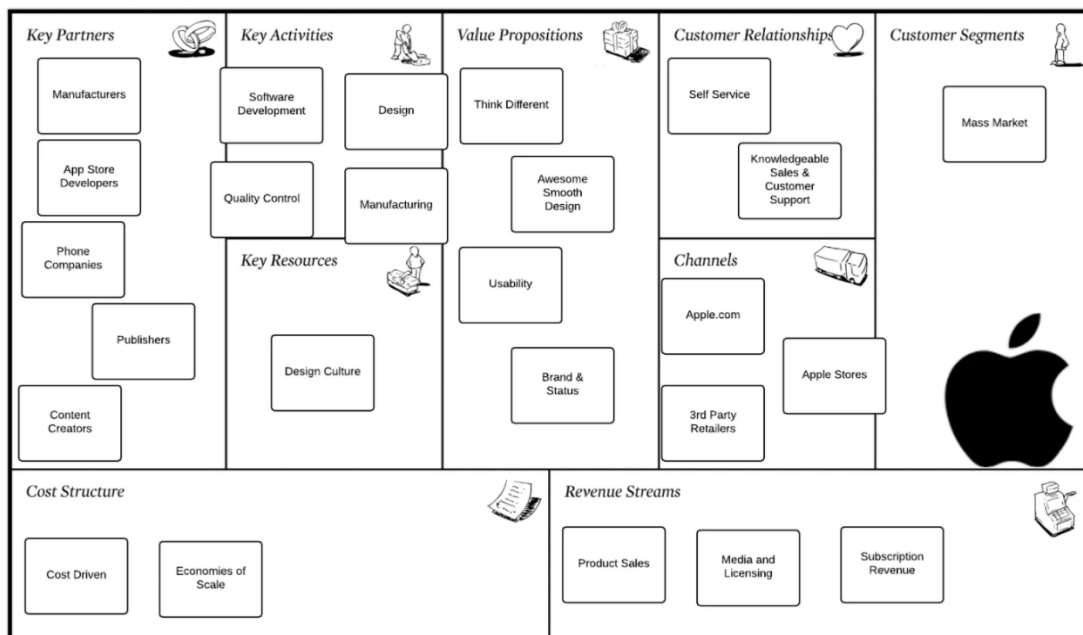 Key Partners
Manufacturers
App Store
Developers
Phone
Companies
Publishers
Content
Creators
Key Activities
Software
Development
Design
Quality Control
Manufacturing
Key Resources
Design Culture
Value Propositions
Think Different
Awesome
Smooth
Design
Usability
Brand &
Status
Customer Relationships
Self Service
Knowledgeable
Sales &
Customer
Support
Channels
Apple.com
Apple Stores
3rd Party
Retailers
Customer Segments
Mass Market
Cost Structure
Cost Driven
Economies of
Scale
Revenue Streams
Product Sales
Media and
Licensing
Subscription
Revenue